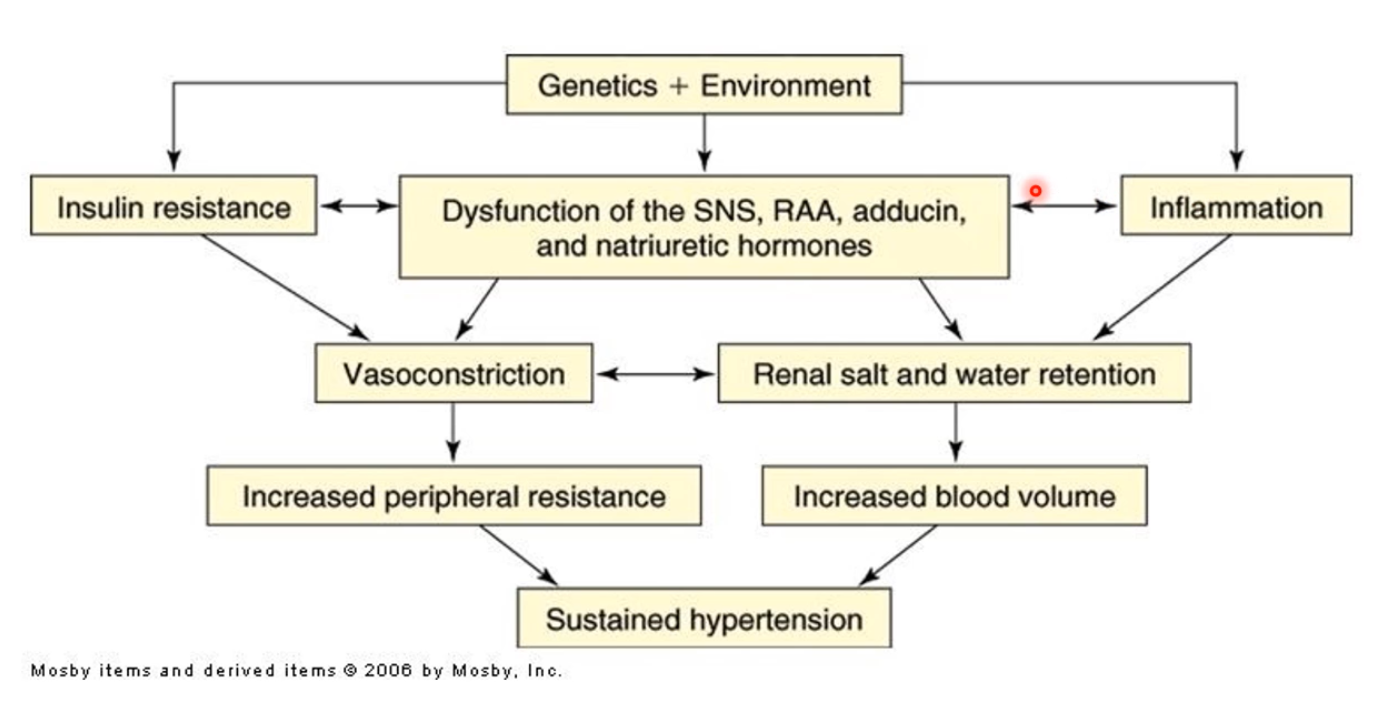 Genetics + Environment
Insulin resistance
Dysfunction of the SNS, RAA, adducin,
and natriuretic hormones
Inflammation
Vasoconstriction
Renal salt and water retention
Increased peripheral resistance
Increased blood volume
Sustained hypertension
Mosby items and derived items © 2006 by Mosby, Inc.